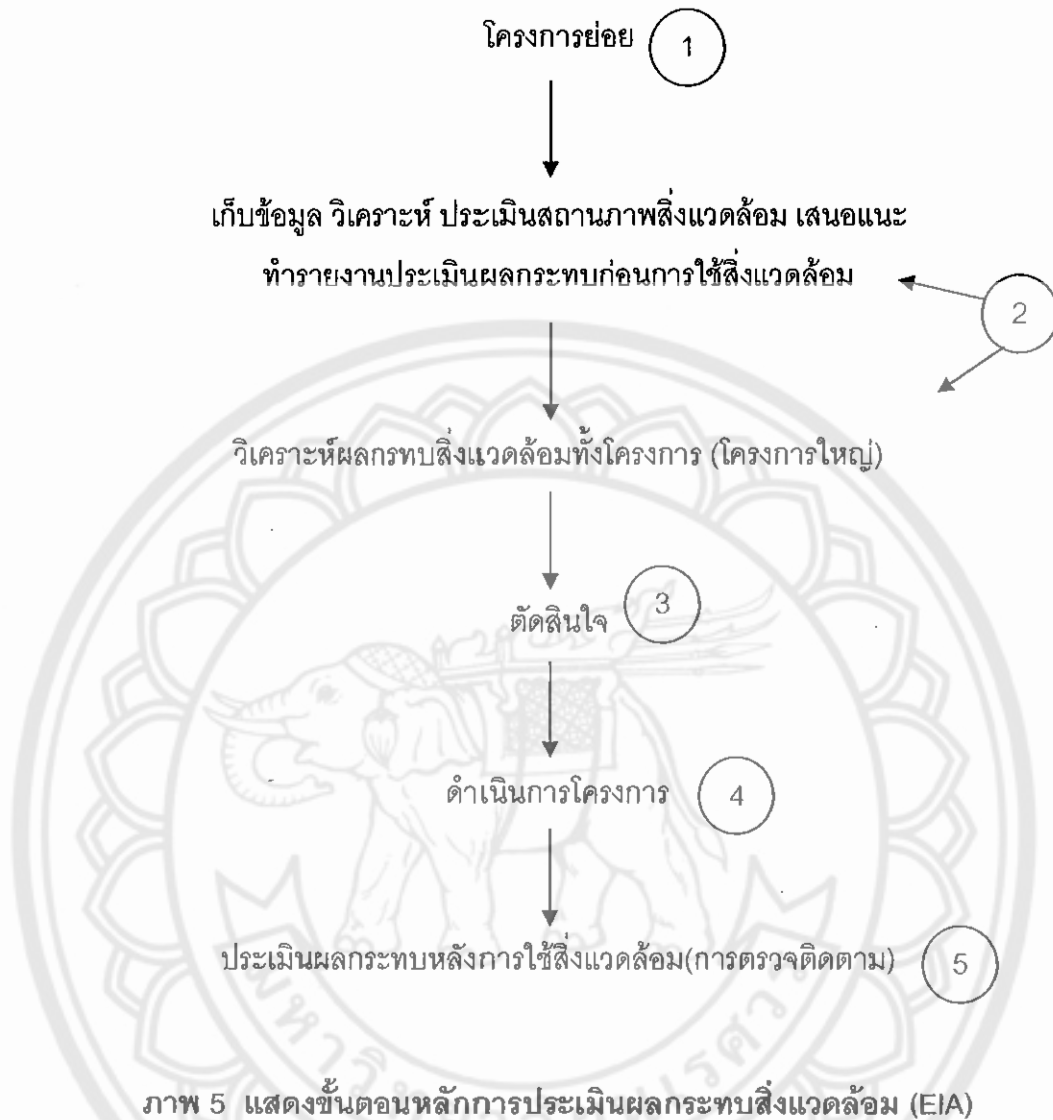 โครงการย่อย 1
เก็บข้อมูล วิเคราะห์ ประเมินสถานภาพสิ่งแวดล้อม เสนอแนะ
ทำรายงานประเมินผลกระทบก่อนการใช้สิ่งแวดล้อม
2
วิเคราะห์ผลกรทบสิ่งแวดล้อมทั้งโครงการ (โครงการใหญ่)
ตัดสินใจ 3
ดำเนินการโครงการ 4
ประเมินผลกระทบหลังการใช้สิ่งแวดล้อม(การตรวจติดตาม) 5
ภาพ 5 แสดงขั้นตอนหลักการประเมินผลกระทบสิ่งแวดล้อม (EIA)